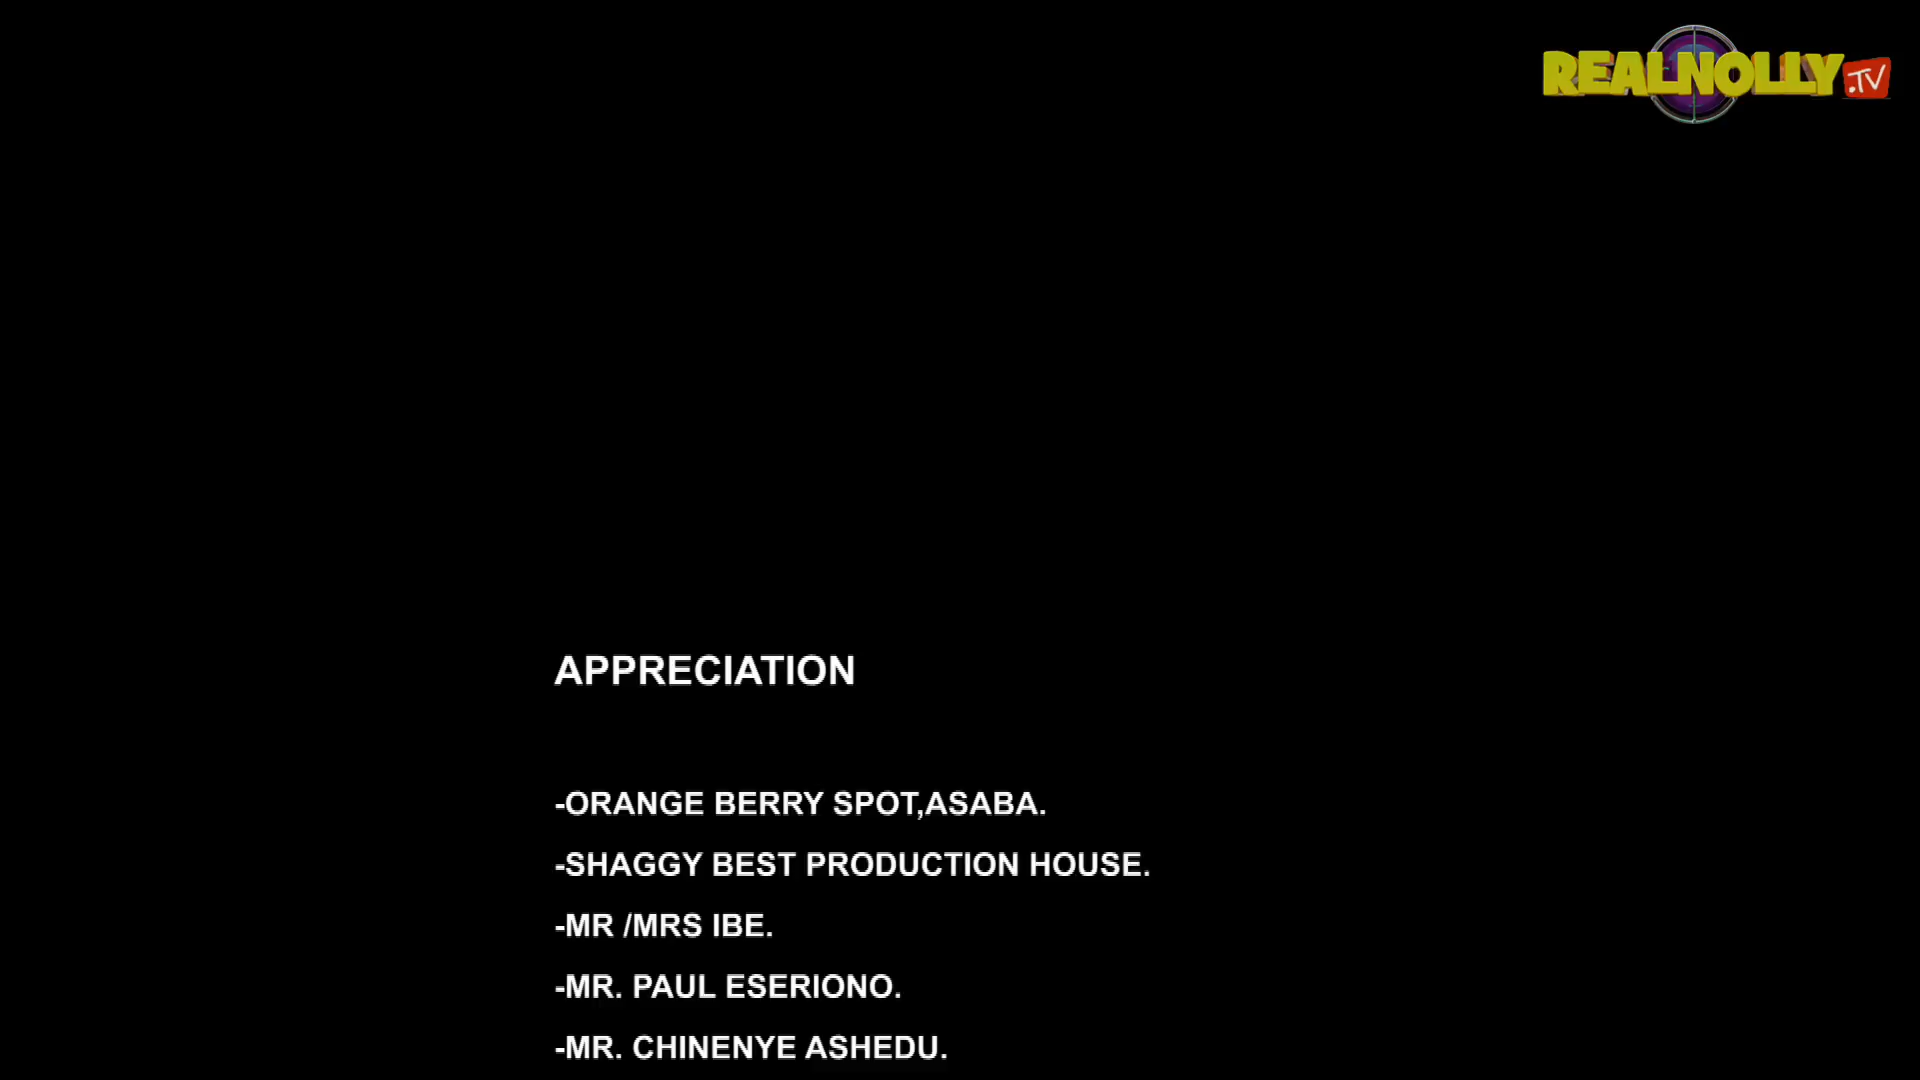 REALNOLLY.TV
APPRECIATION
-ORANGE BERRY SPOT,ASABA.
-SHAGGY BEST PRODUCTION HOUSE.
-MR /MRS IBE.
-MR. PAUL ESERIONO.
-MR. CHINENYE ASHEDU.